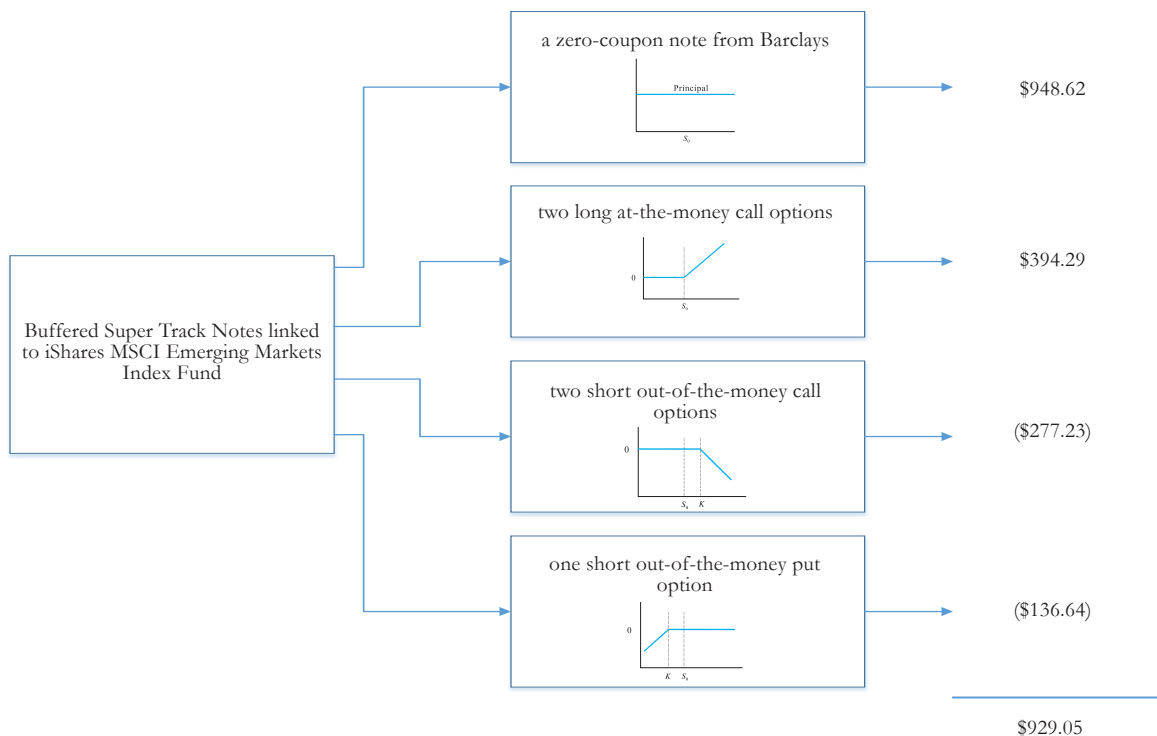 a zero-coupon note from Barclays
Principal
S₀
$948.62
two long at-the-money call options
0
S₀
$394.29
Buffered Super Track Notes linked
to iShares MSCI Emerging Markets
Index Fund
two short out-of-the-money call
options
0
S₀ K
($277.23)
one short out-of-the-money put
option
0
K S₀
($136.64)
$929.05